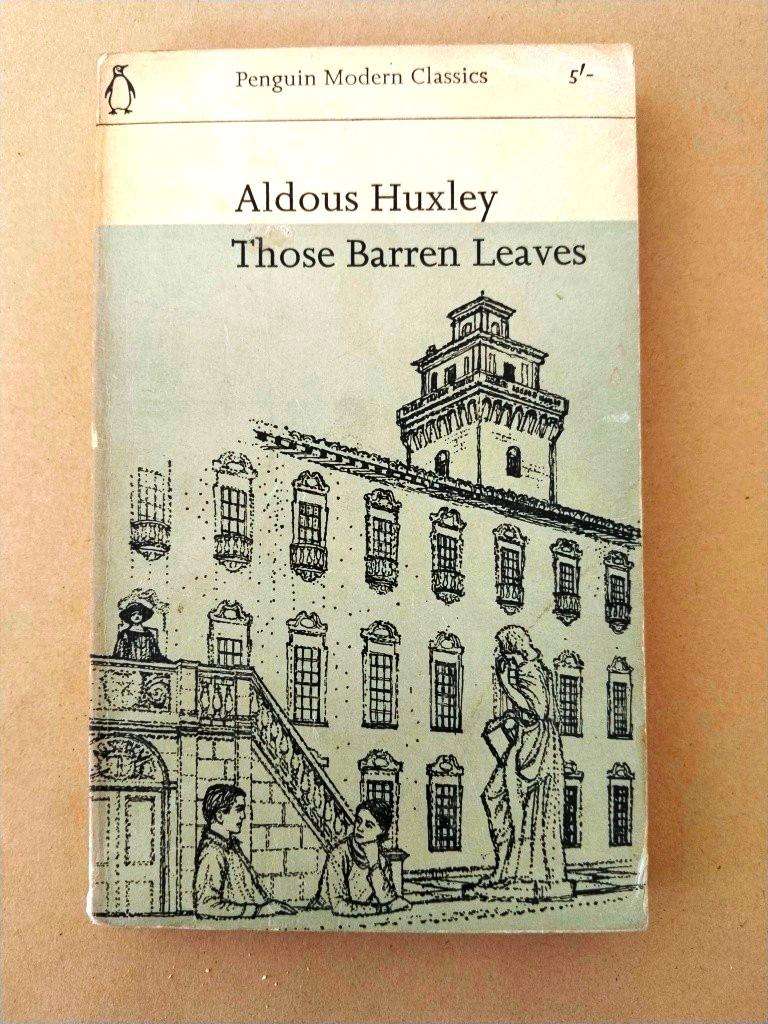 Penguin Modern Classics 5/-
Aldous Huxley
Those Barren Leaves